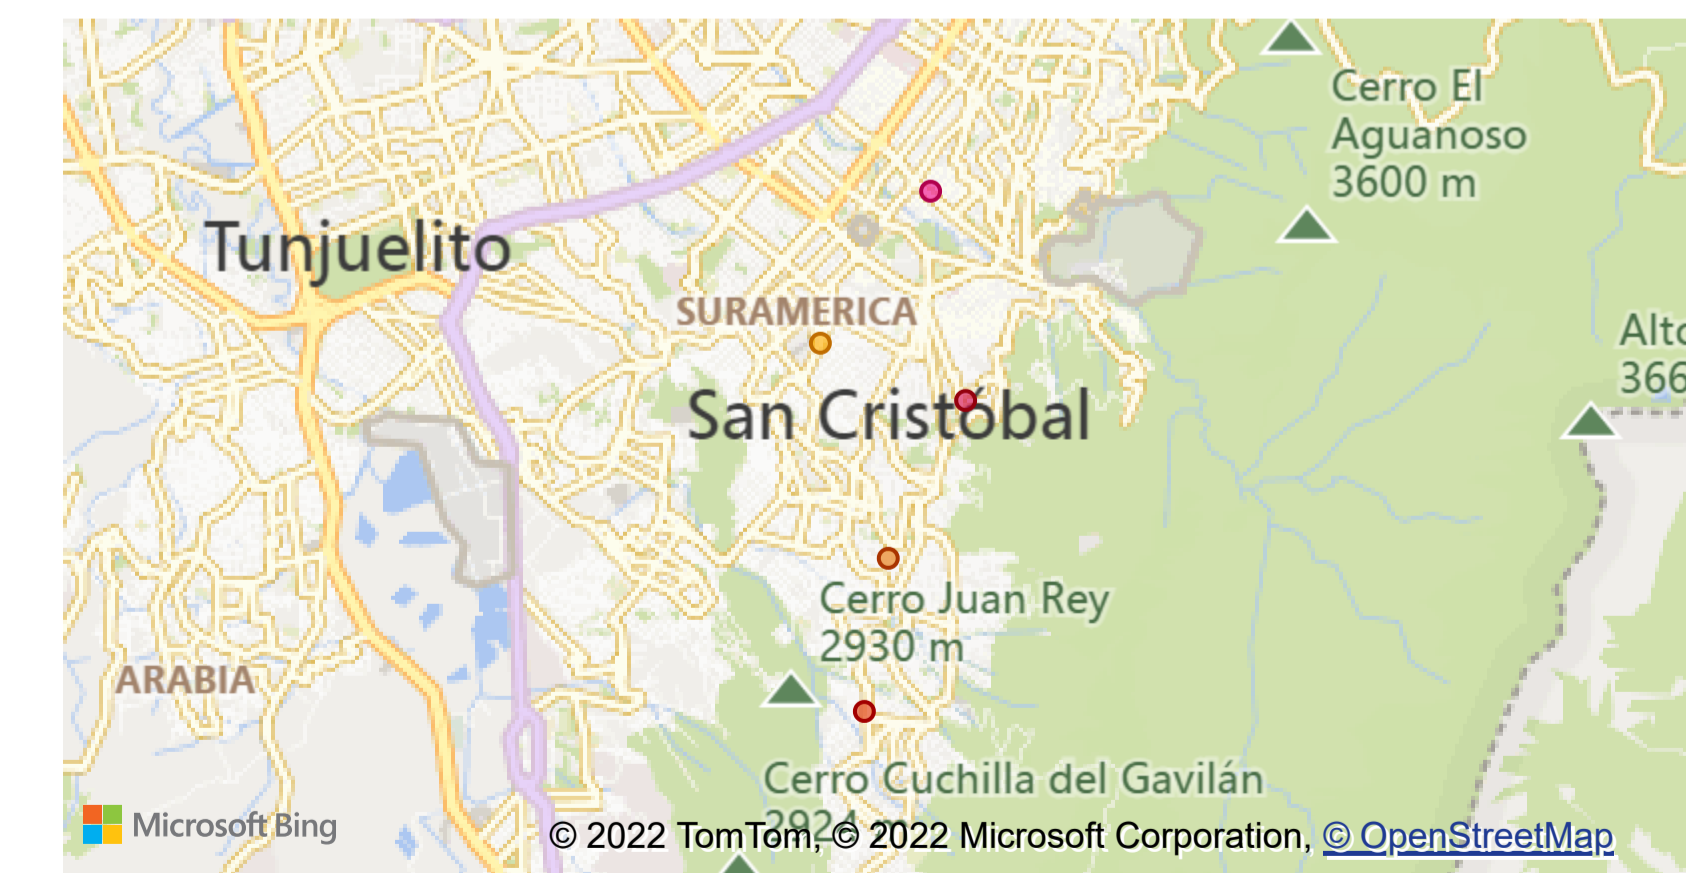 Cerro El
Aguanoso
3600 m
Tunjuelito
SURAMERICA
Alto
366
San Cristóbal
Cerro Juan Rey
2930 m
ARABIA
Cerro Cuchilla del Gavilán
2924 m
Microsoft Bing
© 2022 TomTom, © 2022 Microsoft Corporation, © OpenStreetMap